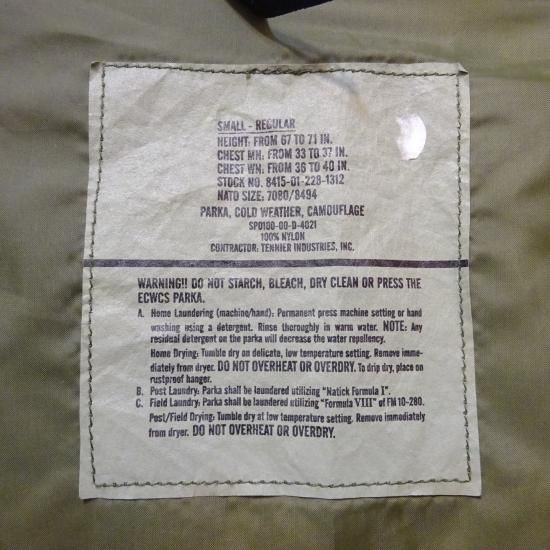 SMALL - REGULAR
HEIGHT: FROM 67 TO 71 IN.
CHEST MN: FROM 33 TO 37 IN.
CHEST WN: FROM 36 TO 40 IN.
STOCK NO. 8415-01-228-1312
NATO SIZE: 7080/8494
PARKA, COLD WEATHER, CAMOUFLAGE
SPO100-00-D-4021
100% NYLON
CONTRACTOR: TENNIER INDUSTRIES, INC.
WARNING!! DO NOT STARCH, BLEACH, DRY CLEAN OR PRESS THE
ECWCS PARKA.
A. Home Laundering (machine/hand): Permanent press machine setting or hand
washing using a detergent. Rinse thoroughly in warm water. NOTE: Any
residual detergent on the parka will decrease the water repellency.
Home Drying: Tumble dry on delicate, low temperature setting. Remove imme-
diately from dryer. DO NOT OVERHEAT OR OVERDRY. To drip dry, place on
rustproof hanger.
B. Post Laundry: Parka shall be laundered utilizing "Natick Formula I".
C. Field Laundry: Parka shall be laundered utilizing "Formula VIII" of FM 10-280.
Post/Field Drying: Tumble dry at low temperature setting. Remove immediately
from dryer. DO NOT OVERHEAT OR OVERDRY.